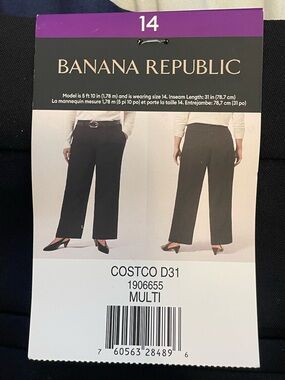 14
BANANA REPUBLIC
Model is 5 ft 10 in (1,78 m) and is wearing size 14. Inseam Length: 31 in (78,7 cm)
La mannequin mesure 1,78 m (5 pi 10 po) et porte la taille 14. Entrejambe: 78,7 cm (31 po)
COSTCO D31
1906655
MULTI
7 60563 28489 6